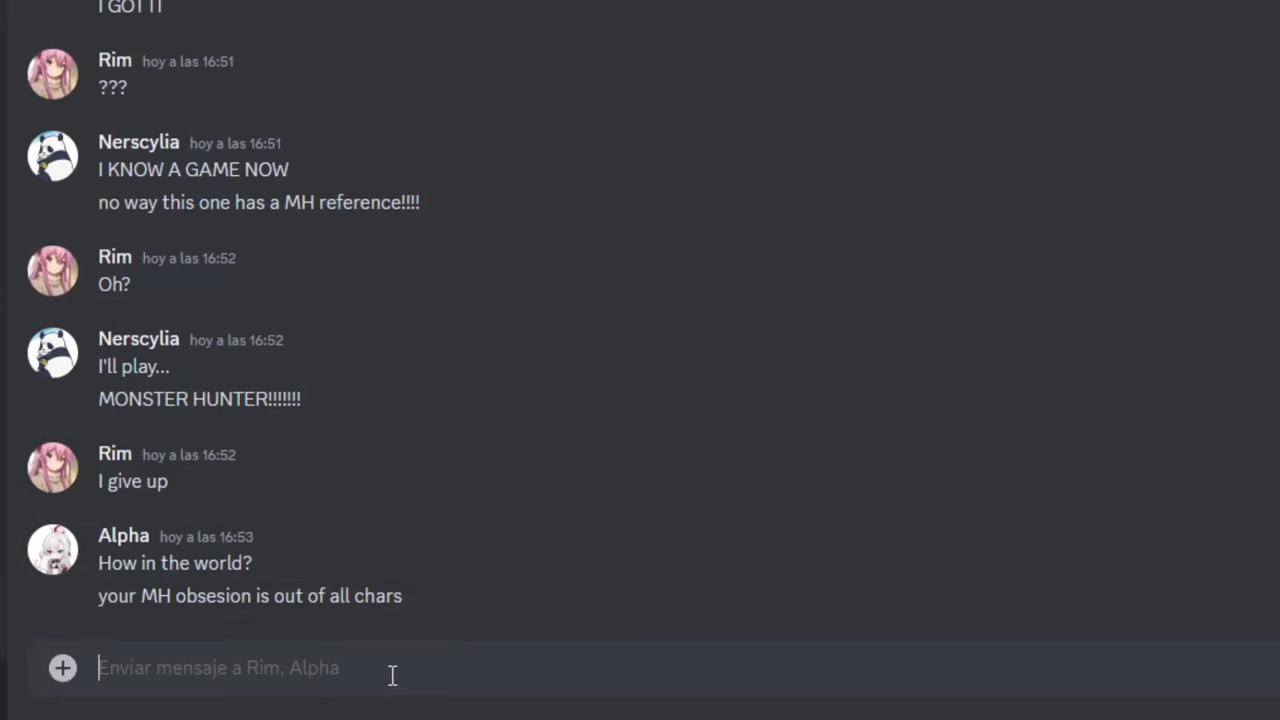 I GOT IT
Rim hoy a las 16:51
???
Nerscylia hoy a las 16:51
I KNOW A GAME NOW
no way this one has a MH reference!!!!
Rim hoy a las 16:52
Oh?
Nerscylia hoy a las 16:52
I'll play...
MONSTER HUNTER!!!!!!!
Rim hoy a las 16:52
I give up
Alpha hoy a las 16:53
How in the world?
your MH obsesion is out of all chars
Enviar mensaje a Rim, Alpha